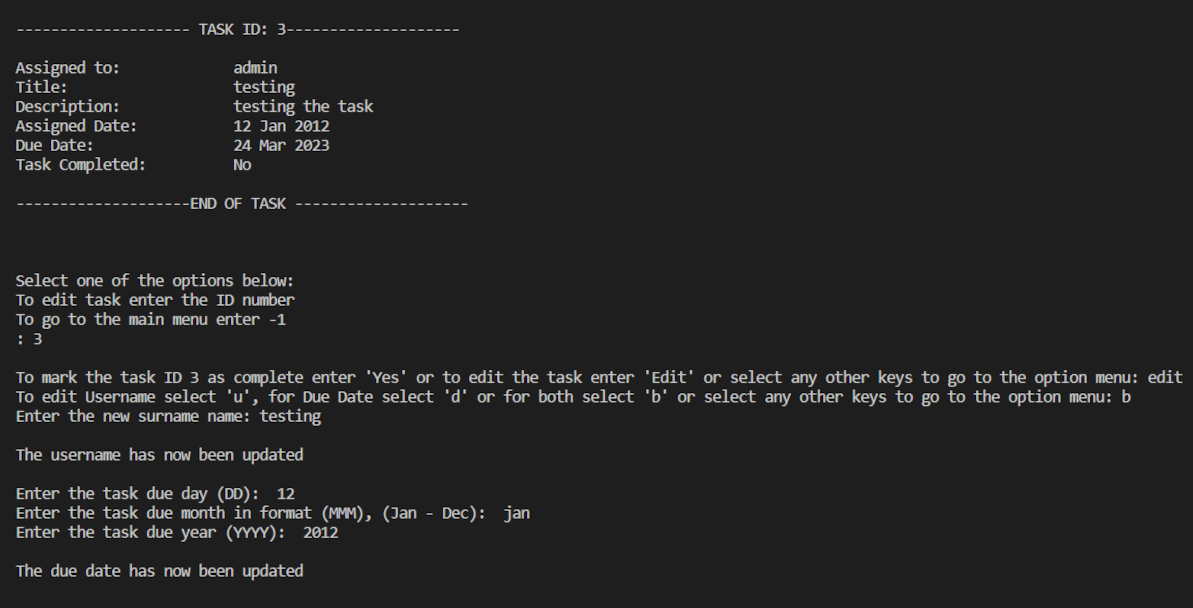 -------------------- TASK ID: 3--------------------
Assigned to: admin
Title: testing
Description: testing the task
Assigned Date: 12 Jan 2012
Due Date: 24 Mar 2023
Task Completed: No
--------------------END OF TASK --------------------
Select one of the options below:
To edit task enter the ID number
To go to the main menu enter -1
: 3
To mark the task ID 3 as complete enter 'Yes' or to edit the task enter 'Edit' or select any other keys to go to the option menu: edit
To edit Username select 'u', for Due Date select 'd' or for both select 'b' or select any other keys to go to the option menu: b
Enter the new surname name: testing
The username has now been updated
Enter the task due day (DD):  12
Enter the task due month in format (MMM), (Jan - Dec):  jan
Enter the task due year (YYYY):  2012
The due date has now been updated